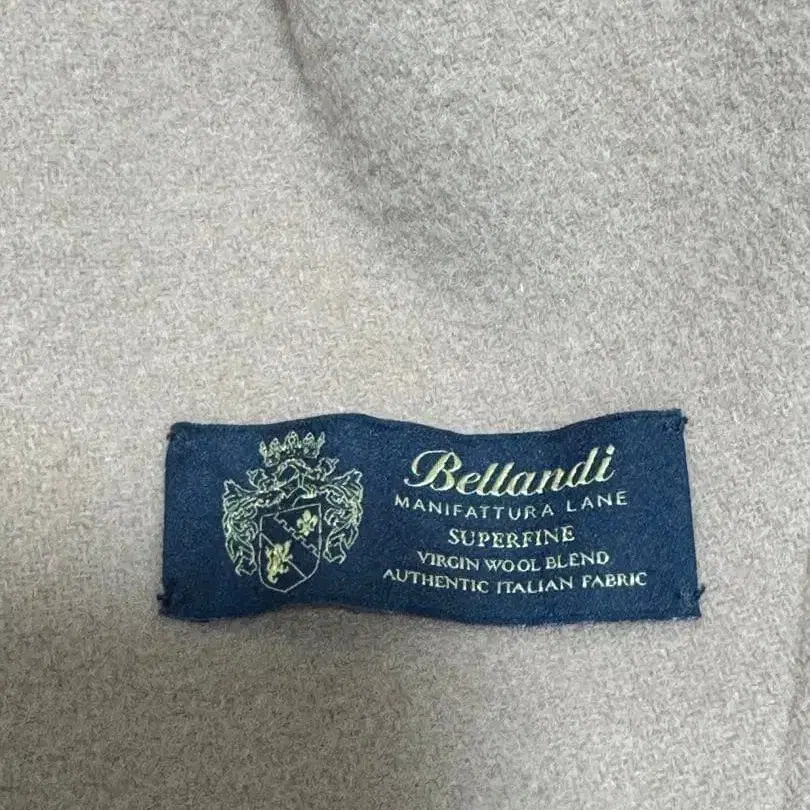 Bellandi
MANIFATTURA LANE
SUPERFINE
VIRGIN WOOL BLEND
AUTHENTIC ITALIAN FABRIC